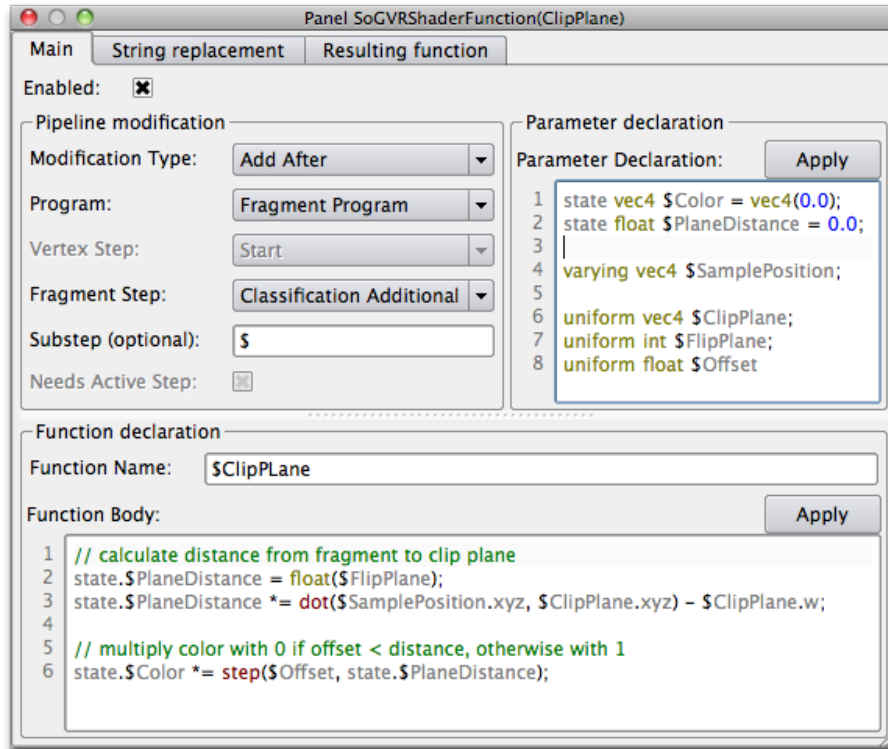 Panel SoGVRShaderFunction(ClipPlane)
Main String replacement Resulting function
Enabled:
Pipeline modification
Modification Type: Add After
Program: Fragment Program
Vertex Step: Start
Fragment Step: Classification Additional
Substep (optional): $
Needs Active Step:
Parameter declaration
Parameter Declaration: Apply
1 state vec4 $Color = vec4(0.0);
2 state float $PlaneDistance = 0.0;
3
4 varying vec4 $SamplePosition;
5
6 uniform vec4 $ClipPlane;
7 uniform int $FlipPlane;
8 uniform float $Offset
Function declaration
Function Name: $ClipPLane
Function Body: Apply
1 // calculate distance from fragment to clip plane
2 state.$PlaneDistance = float($FlipPlane);
3 state.$PlaneDistance *= dot($SamplePosition.xyz, $ClipPlane.xyz) - $ClipPlane.w;
4
5 // multiply color with 0 if offset < distance, otherwise with 1
6 state.$Color *= step($Offset, state.$PlaneDistance);